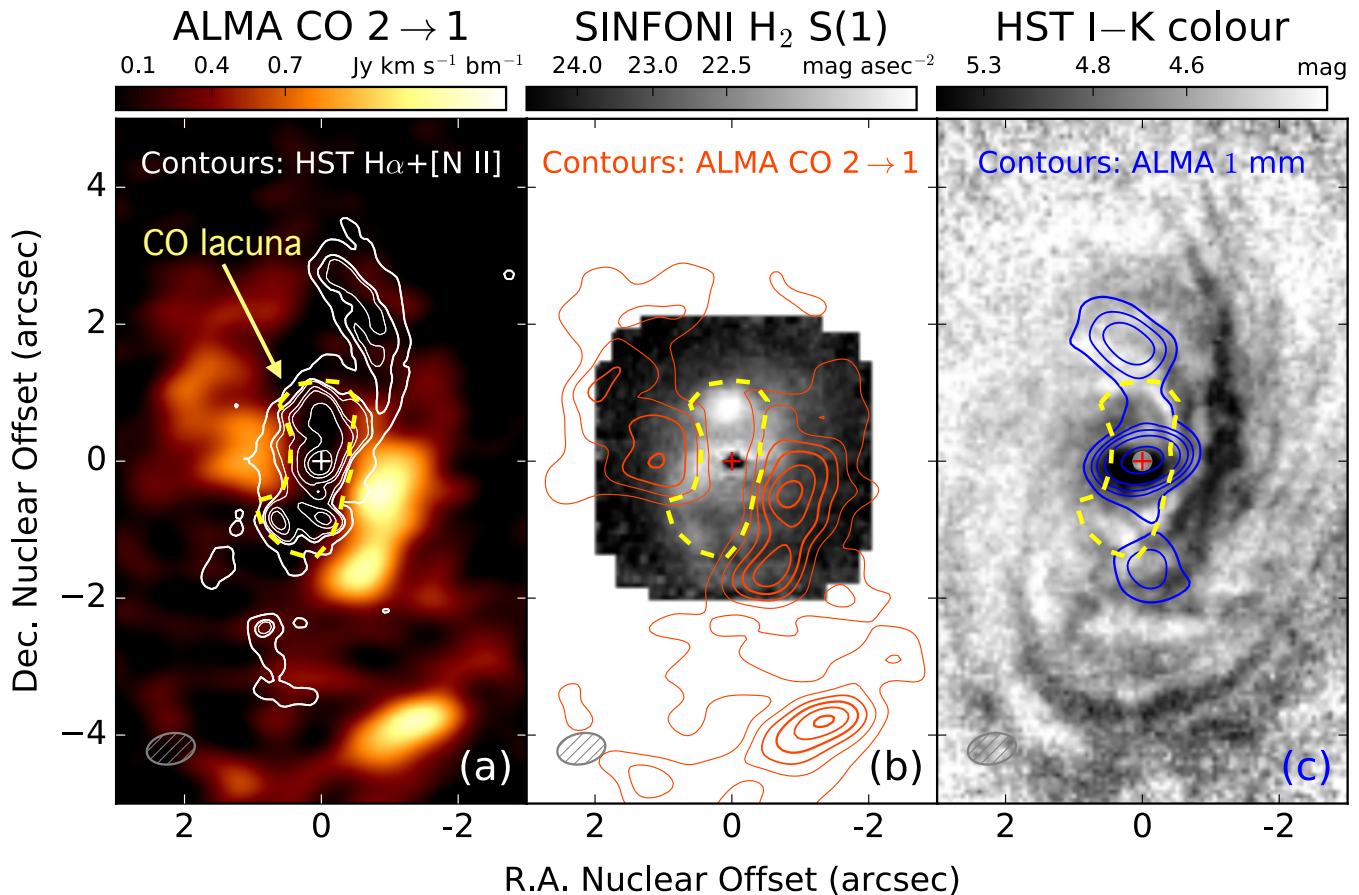 ALMA CO 2→1
SINFONI H₂ S(1)
HST I−K colour
0.1 0.4 0.7 Jy km s⁻¹ bm⁻¹
24.0 23.0 22.5 mag asec⁻²
5.3 4.8 4.6 mag
Contours: HST Hα+[N II]
Contours: ALMA CO 2→1
Contours: ALMA 1 mm
CO lacuna
Dec. Nuclear Offset (arcsec)
4
2
0
−2
−4
(a)
(b)
(c)
2 0 -2
2 0 -2
2 0 -2
R.A. Nuclear Offset (arcsec)